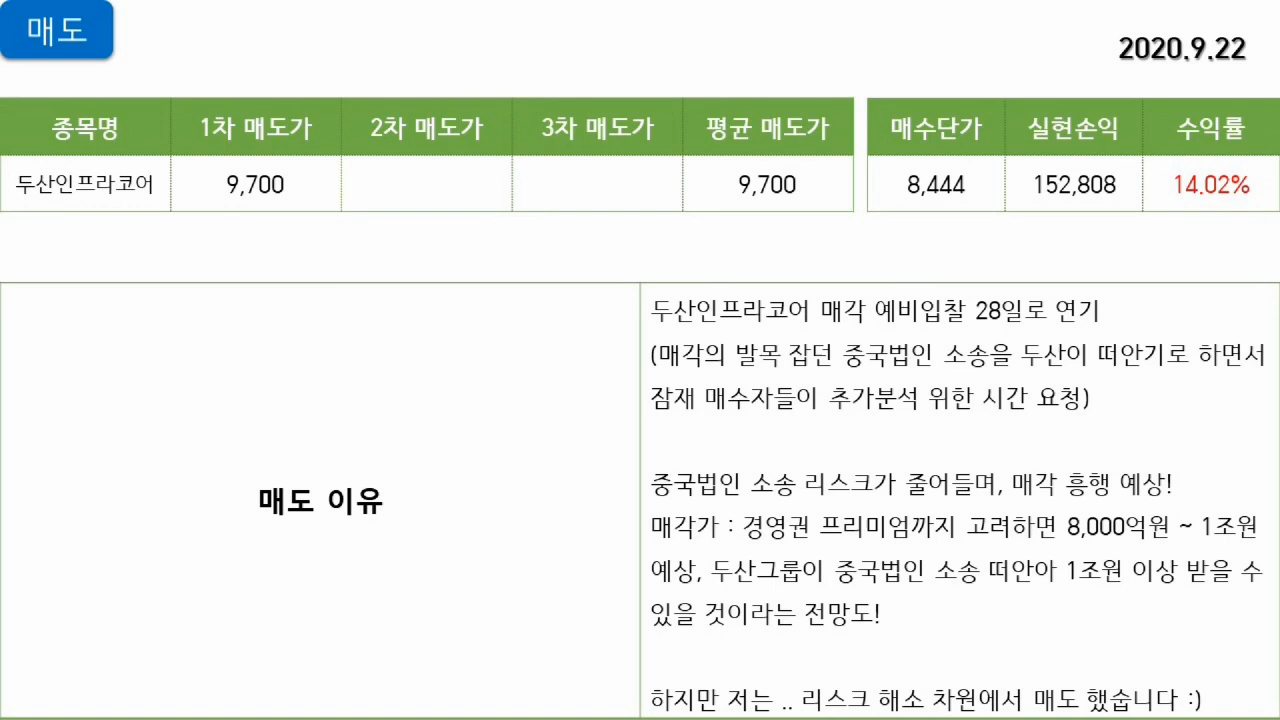 매도
2020.9.22
종목명 1차 매도가 2차 매도가 3차 매도가 평균 매도가 매수단가 실현손익 수익률
두산인프라코어 9,700 9,700 8,444 152,808 14.02%
두산인프라코어 매각 예비입찰 28일로 연기
(매각의 발목 잡던 중국법인 소송을 두산이 떠안기로 하면서
잠재 매수자들이 추가분석 위한 시간 요청)
중국법인 소송 리스크가 줄어들며, 매각 흥행 예상!
매도 이유
매각가 : 경영권 프리미엄까지 고려하면 8,000억원 ~ 1조원
예상, 두산그룹이 중국법인 소송 떠안아 1조원 이상 받을 수
있을 것이라는 전망도!
하지만 저는 .. 리스크 해소 차원에서 매도 했숩니다 :)